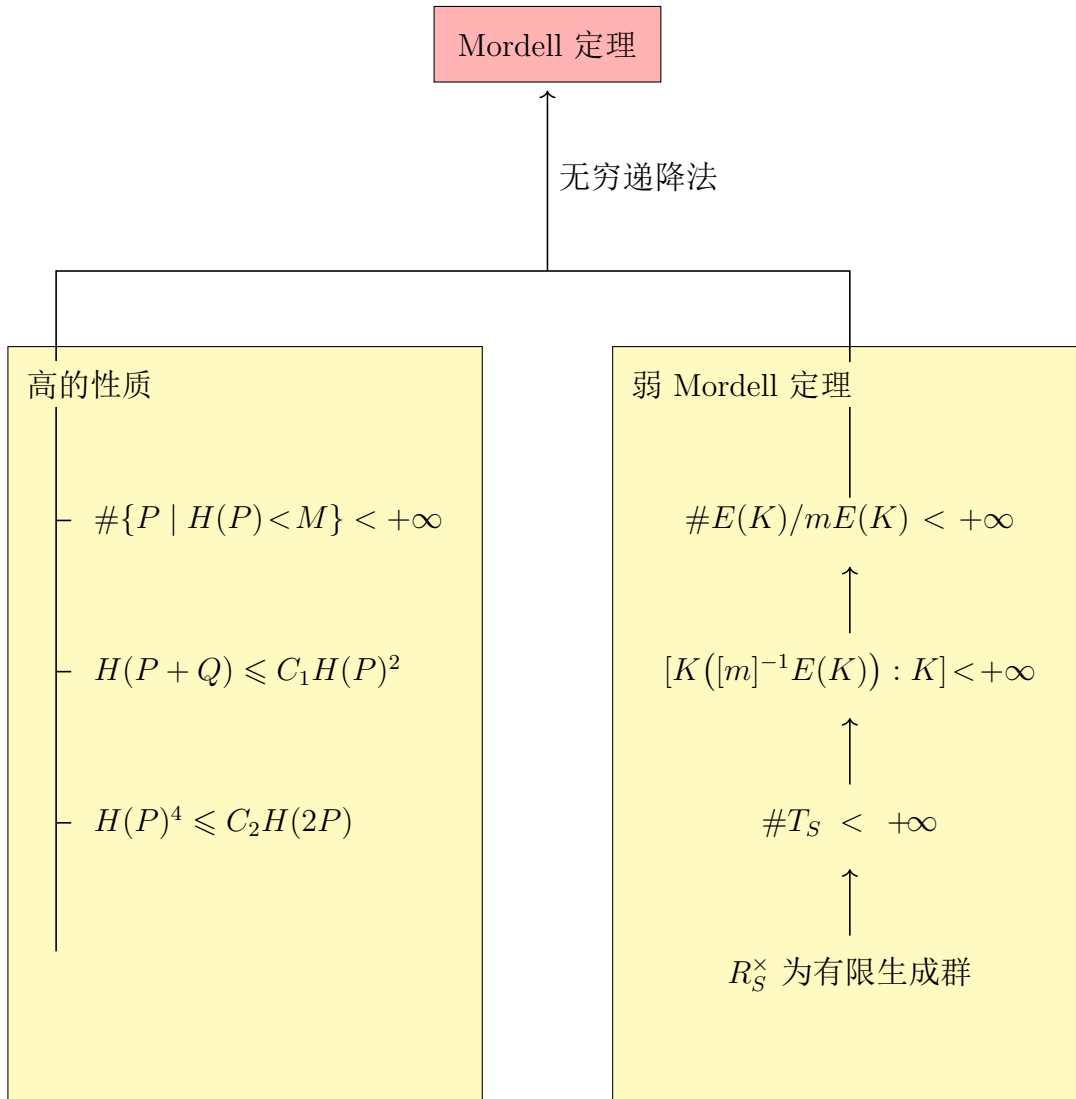 Mordell 定理
无穷递降法
高的性质
#{P | H(P)<M} < +∞
H(P + Q) ⩽ C₁H(P)²
H(P)⁴ ⩽ C₂H(2P)
弱 Mordell 定理
#E(K)/mE(K) < +∞
[K([m]⁻¹E(K)) : K]<+∞
#T_S < +∞
R_S^× 为有限生成群